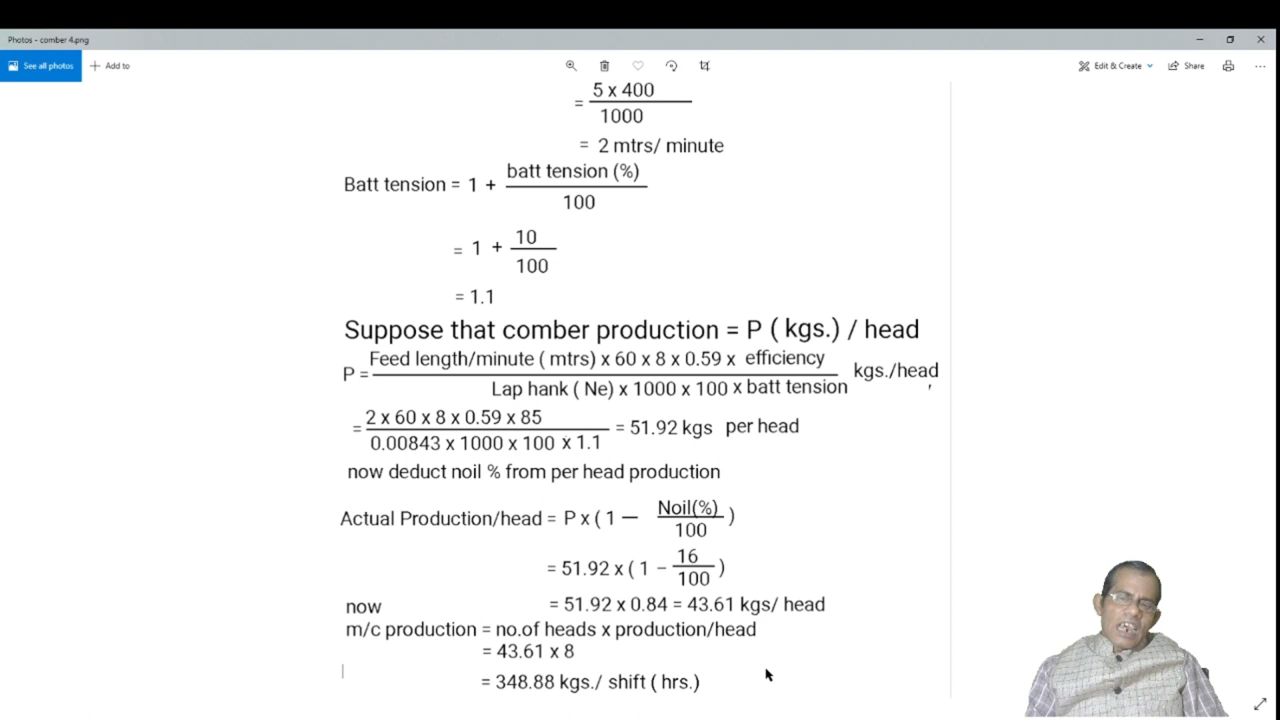 Photos - comber 4.png
See all photos
Add to
Edit & Create
Share
= 5 x 400
1000
= 2 mtrs/ minute
Batt tension = 1 + batt tension (%)
100
= 1 + 10
100
= 1.1
Suppose that comber production = P ( kgs.) / head
P = Feed length/minute ( mtrs) x 60 x 8 x 0.59 x efficiency
Lap hank ( Ne) x 1000 x 100 x batt tension
kgs./head ,
= 2 x 60 x 8 x 0.59 x 85
0.00843 x 1000 x 100 x 1.1
= 51.92 kgs per head
now deduct noil % from per head production
Actual Production/head = P x ( 1 — Noil(%)
100 )
= 51.92 x ( 1 - 16
100 )
= 51.92 x 0.84 = 43.61 kgs/ head
now
m/c production = no.of heads x production/head
= 43.61 x 8
= 348.88 kgs./ shift ( hrs.)